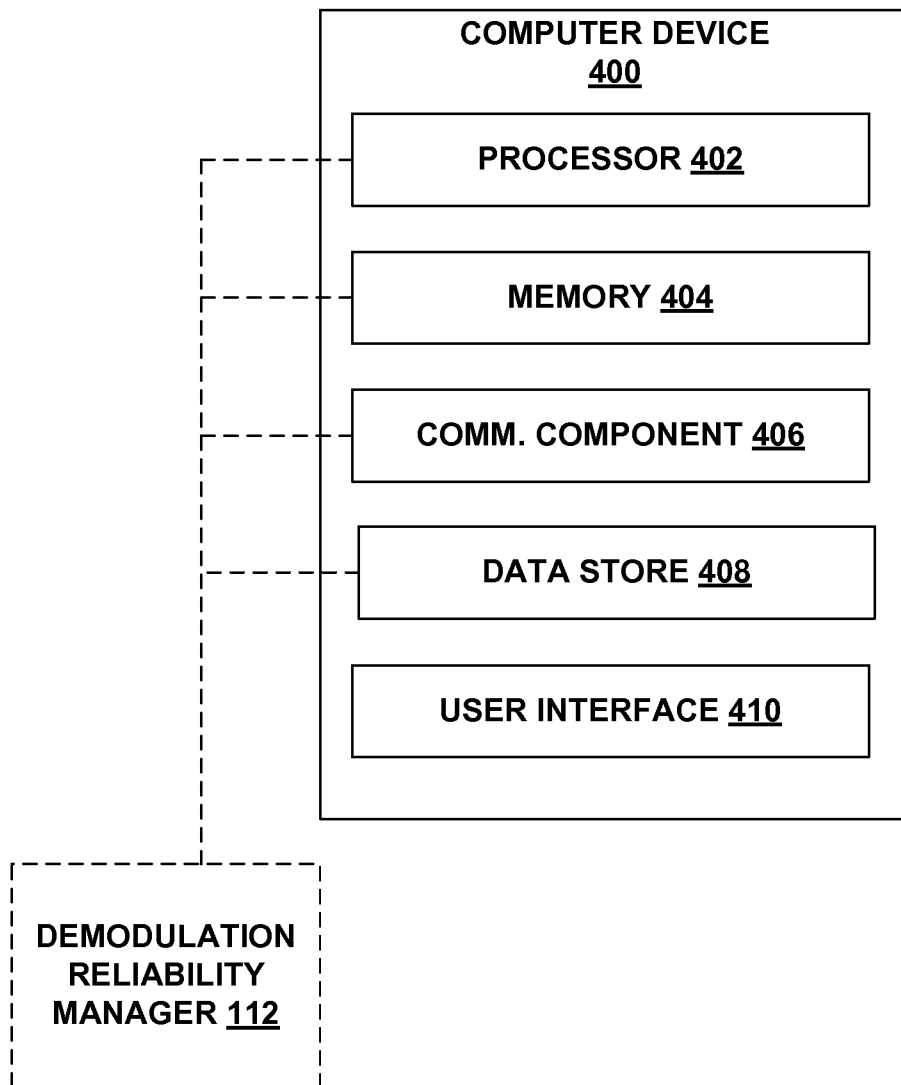 COMPUTER DEVICE
400
PROCESSOR 402
MEMORY 404
COMM. COMPONENT 406
DATA STORE 408
USER INTERFACE 410
DEMODULATION
RELIABILITY
MANAGER 112